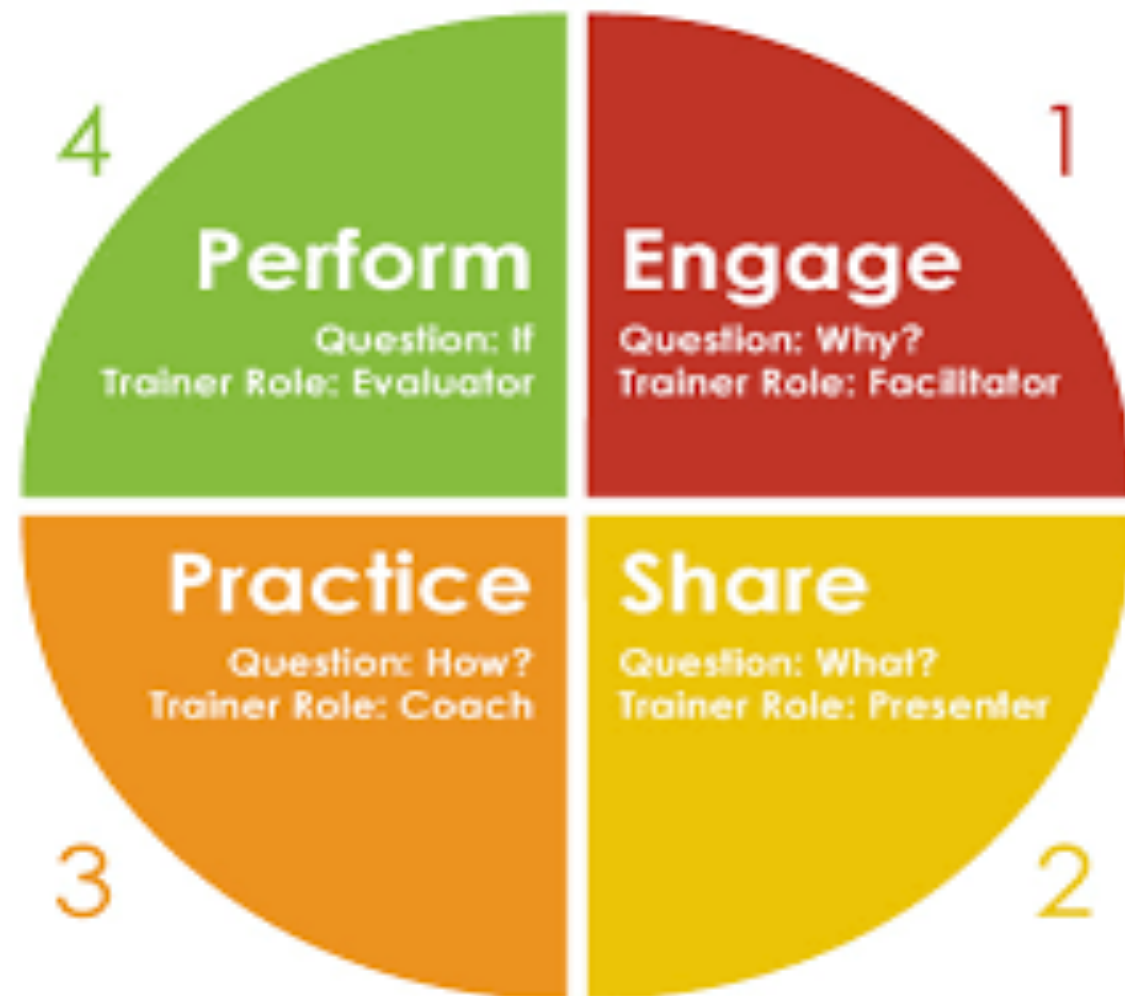 4
Perform
Question: If
Trainer Role: Evaluator
1
Engage
Question: Why?
Trainer Role: Facilitator
Practice
Question: How?
Trainer Role: Coach
3
Share
Question: What?
Trainer Role: Presenter
2